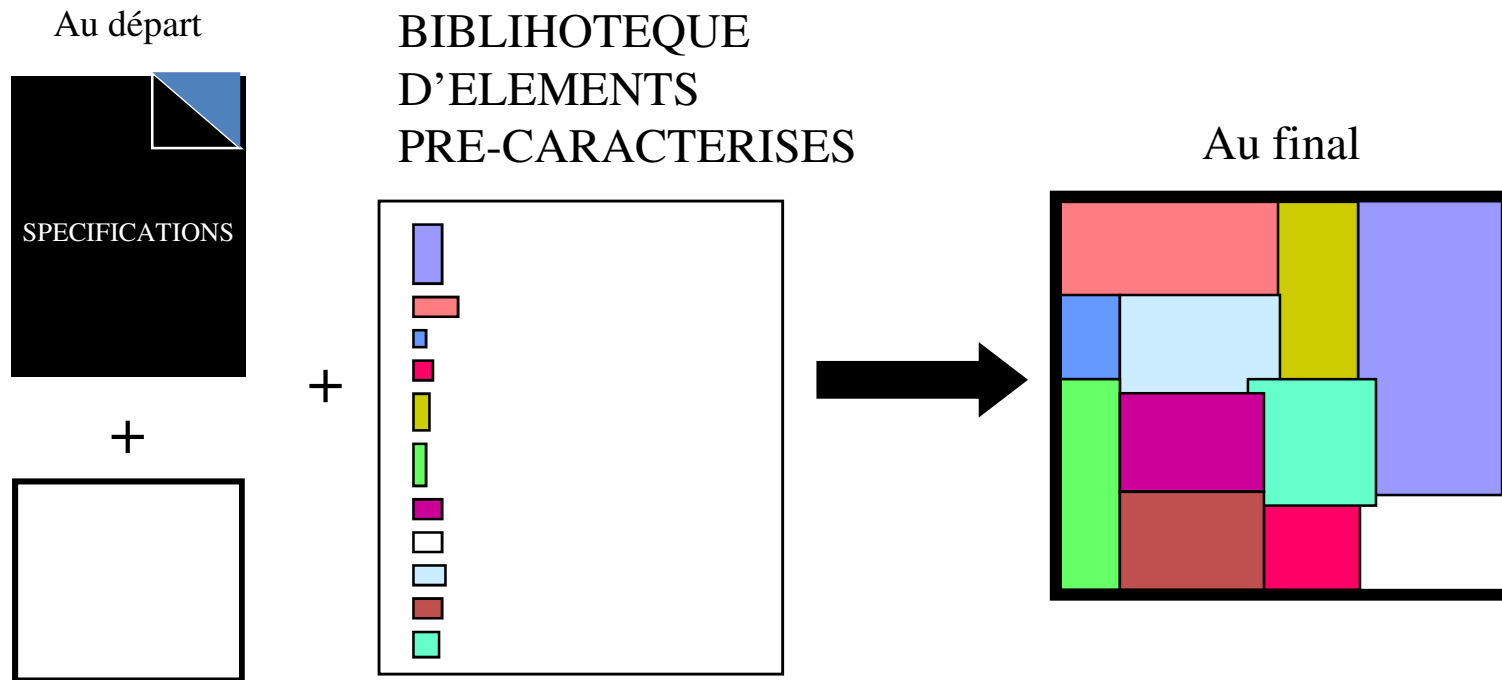 Au départ
SPECIFICATIONS
+
+
BIBLIHOTEQUE
D’ELEMENTS
PRE-CARACTERISES
Au final